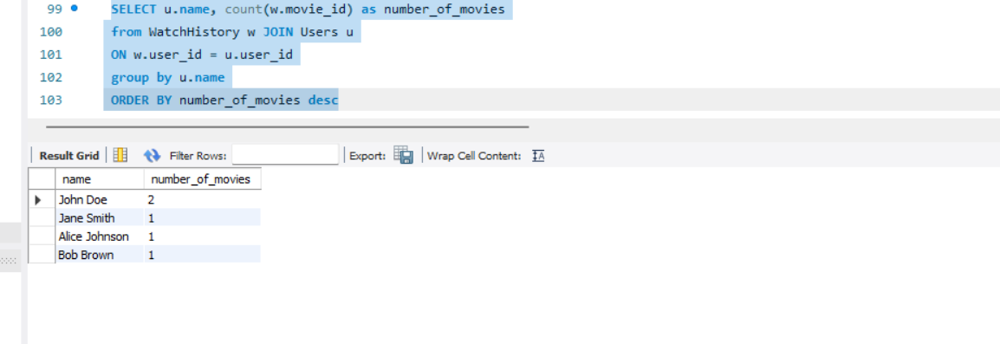 99 SELECT u.name, count(w.movie_id) as number_of_movies
100 from WatchHistory w JOIN Users u
101 ON w.user_id = u.user_id
102 group by u.name
103 ORDER BY number_of_movies desc
Result Grid Filter Rows: Export: Wrap Cell Content: IA
name number_of_movies
John Doe 2
Jane Smith 1
Alice Johnson 1
Bob Brown 1